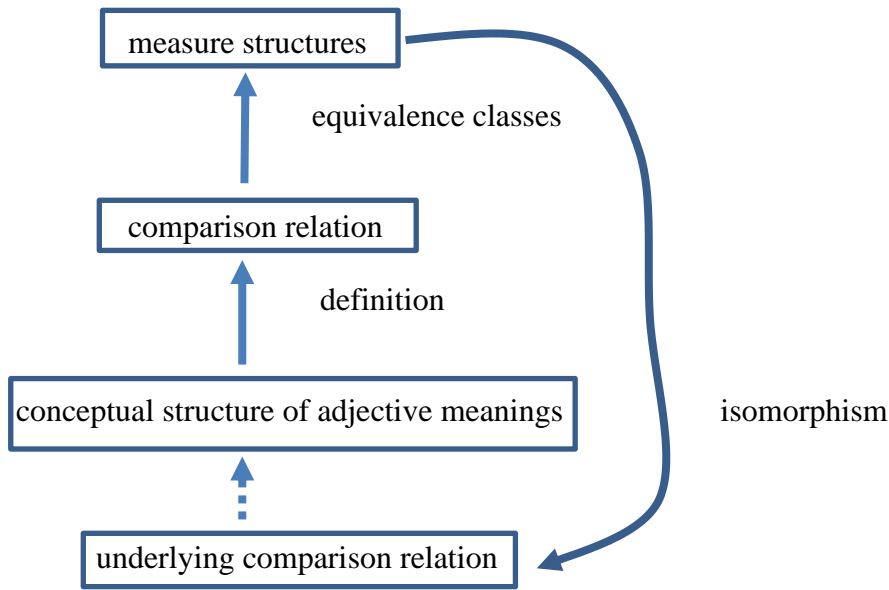 measure structures
equivalence classes
comparison relation
definition
conceptual structure of adjective meanings
isomorphism
underlying comparison relation